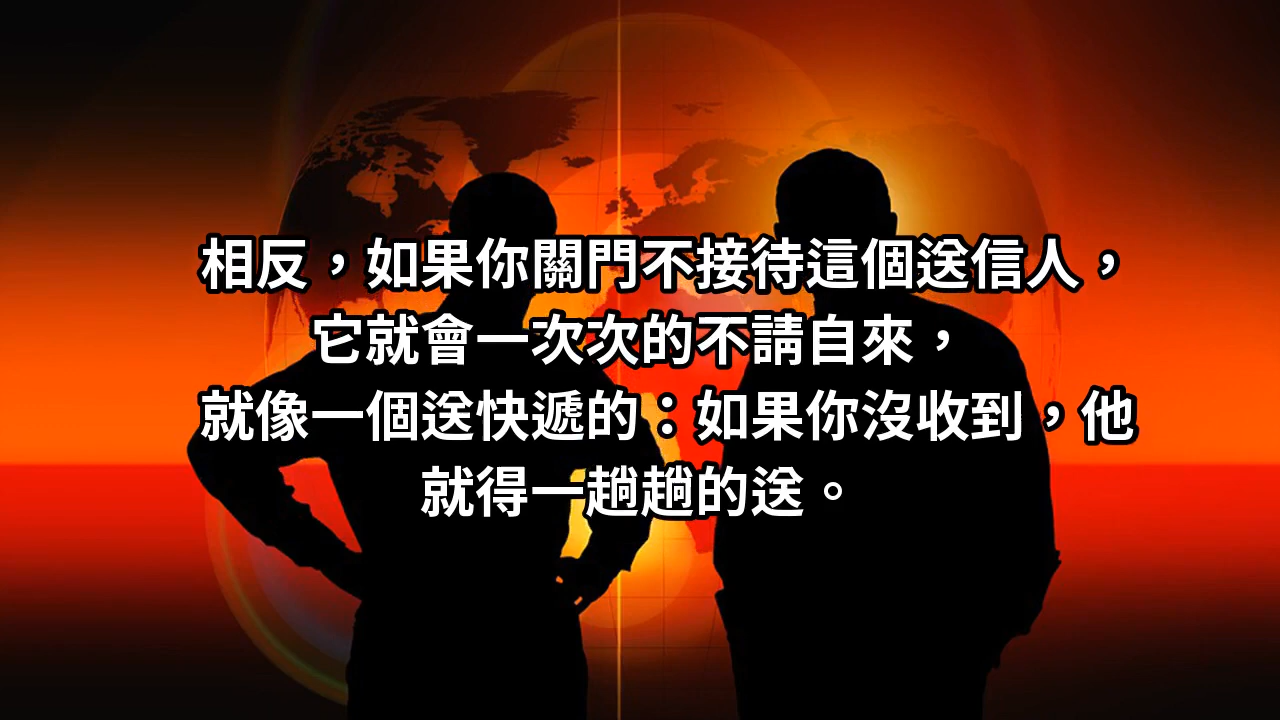 相反，如果你關門不接待這個送信人，
它就會一次次的不請自來，
就像一個送快遞的：如果你沒收到，他
就得一趟趟的送。